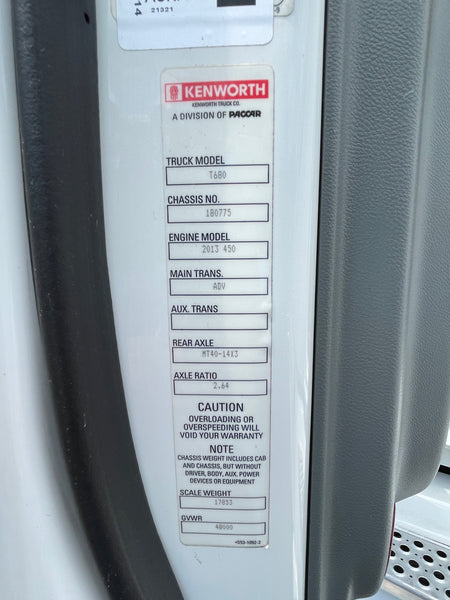 21321
KENWORTH
KENWORTH TRUCK CO.
A DIVISION OF PACCAR
TRUCK MODEL
T680
CHASSIS NO.
180775
ENGINE MODEL
2013 450
MAIN TRANS.
ADV
AUX. TRANS
REAR AXLE
MT40-14X3
AXLE RATIO
2.64
CAUTION
OVERLOADING OR
OVERSPEEDING WILL
VOID YOUR WARRANTY
NOTE
CHASSIS WEIGHT INCLUDES CAB
AND CHASSIS, BUT WITHOUT
DRIVER, BODY, AUX. POWER
DEVICES OR EQUIPMENT
SCALE WEIGHT
17053
GVWR
48000